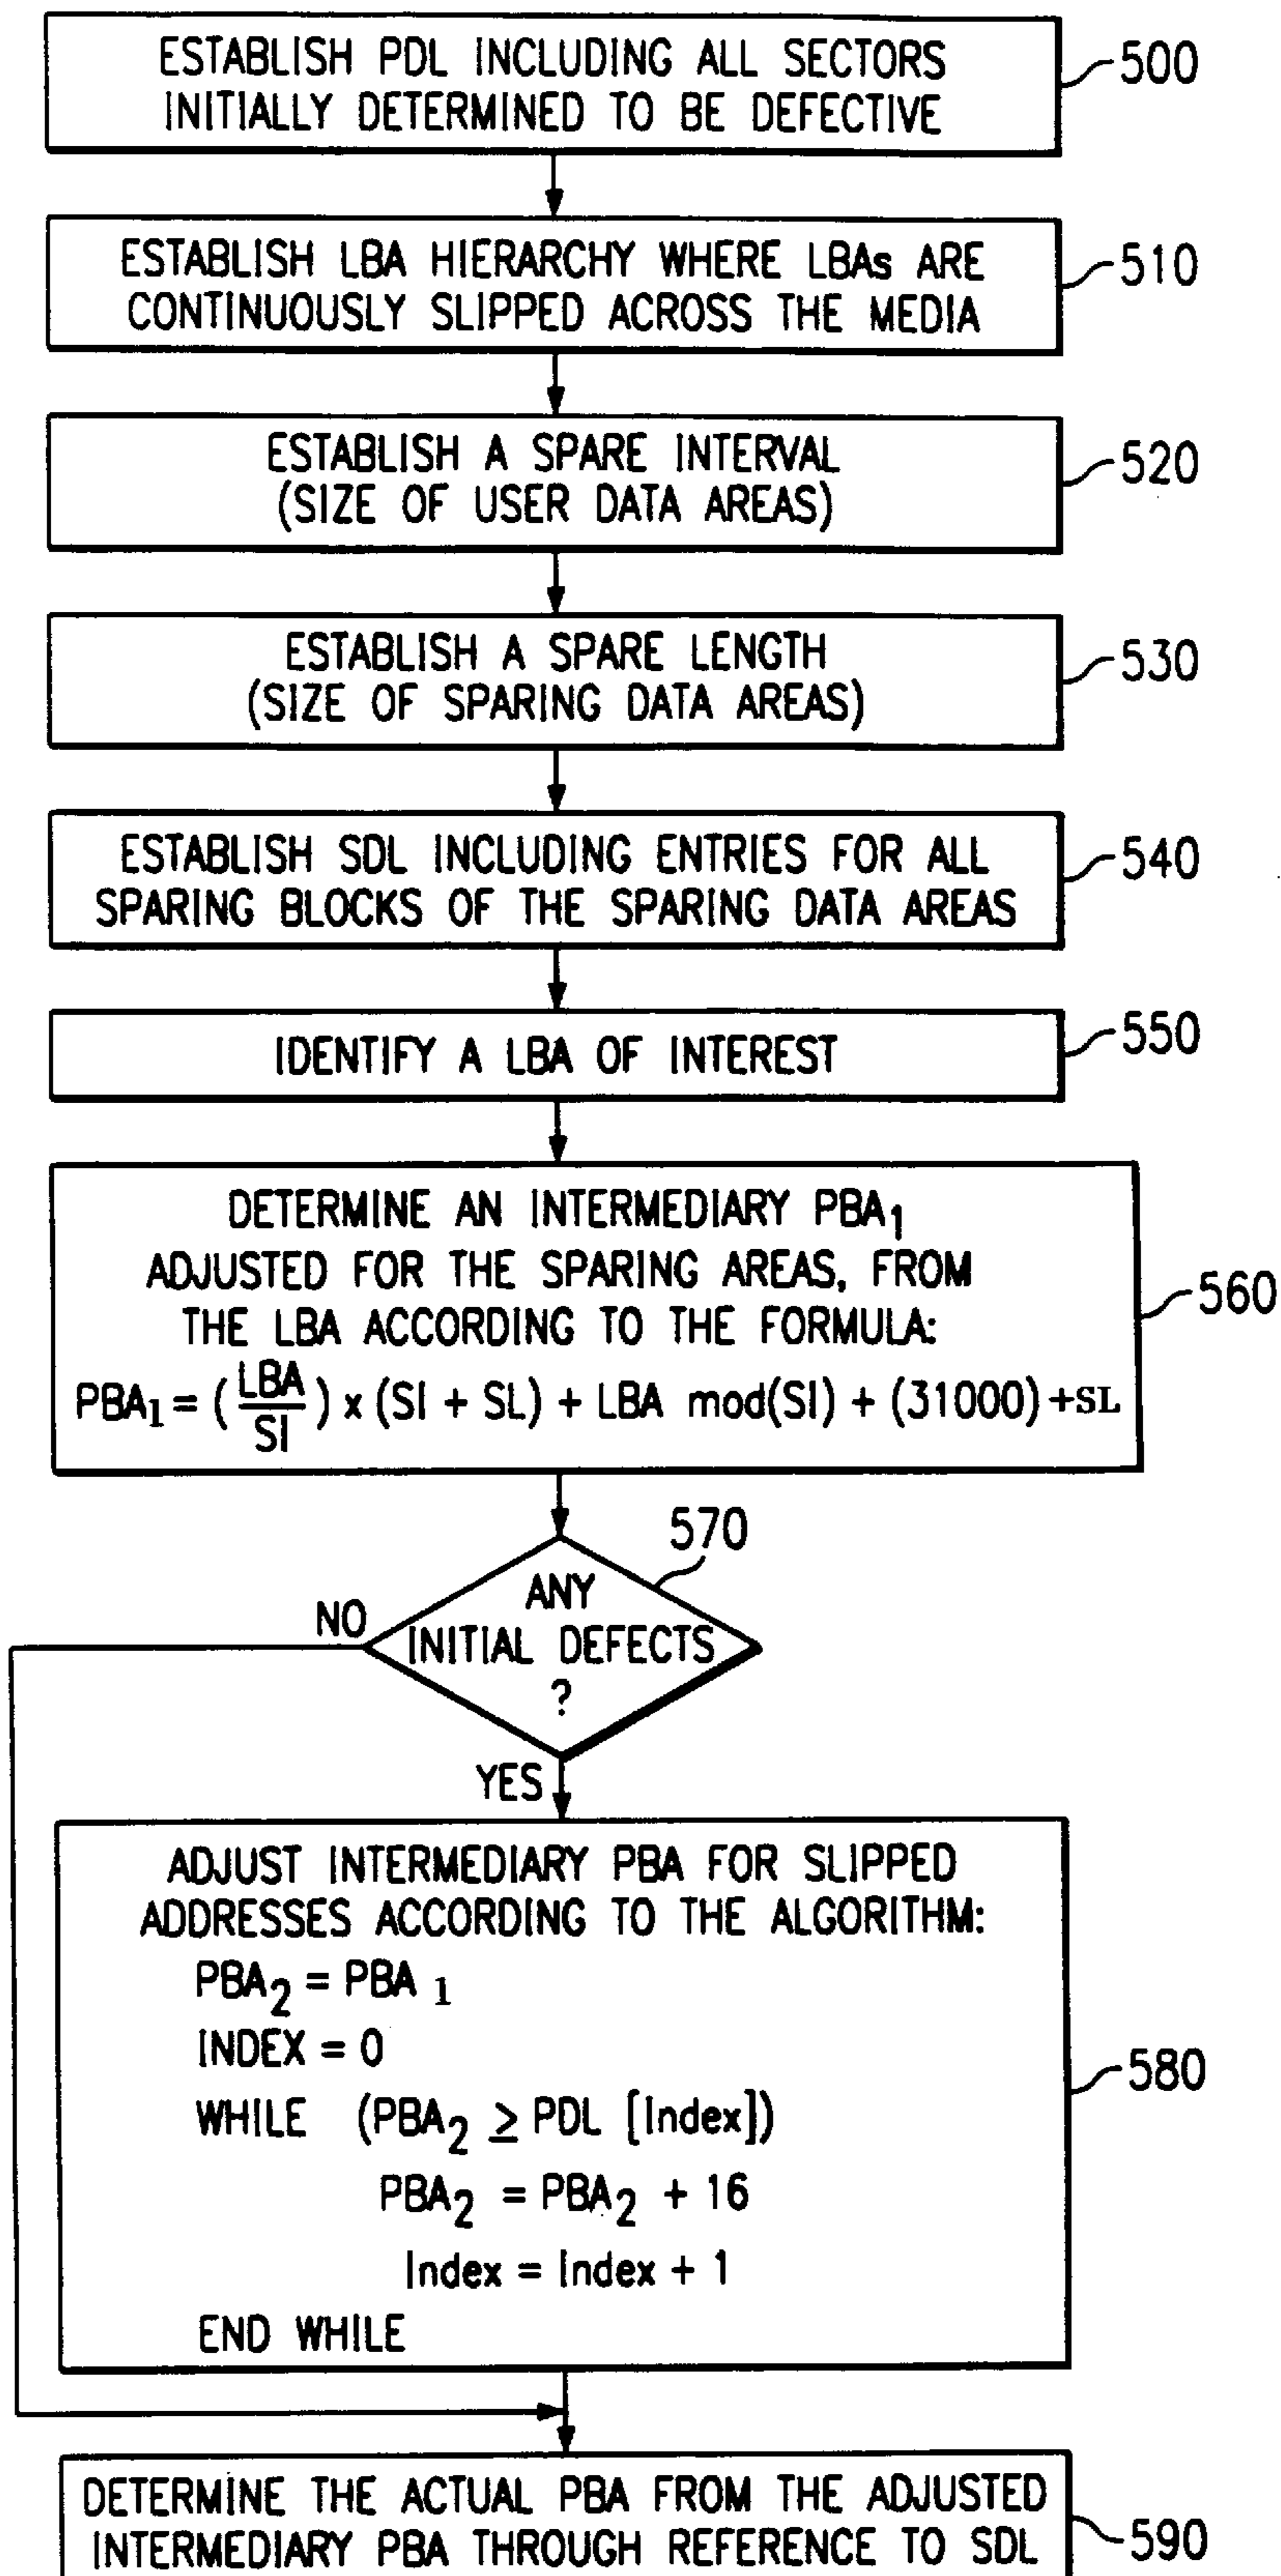 ESTABLISH PDL INCLUDING ALL SECTORS
INITIALLY DETERMINED TO BE DEFECTIVE
500
ESTABLISH LBA HIERARCHY WHERE LBAs ARE
CONTINUOUSLY SLIPPED ACROSS THE MEDIA
510
ESTABLISH A SPARE INTERVAL
(SIZE OF USER DATA AREAS)
520
ESTABLISH A SPARE LENGTH
(SIZE OF SPARING DATA AREAS)
530
ESTABLISH SDL INCLUDING ENTRIES FOR ALL
SPARING BLOCKS OF THE SPARING DATA AREAS
540
IDENTIFY A LBA OF INTEREST
550
DETERMINE AN INTERMEDIARY PBA₁
ADJUSTED FOR THE SPARING AREAS, FROM
THE LBA ACCORDING TO THE FORMULA:
PBA₁ = (LBA/SI) x (SI + SL) + LBA mod(SI) + (31000) +SL
560
ANY
INITIAL DEFECTS
?
570
NO
YES
ADJUST INTERMEDIARY PBA FOR SLIPPED
ADDRESSES ACCORDING TO THE ALGORITHM:
PBA₂ = PBA ₁
INDEX = 0
WHILE (PBA₂ ≥ PDL [Index])
PBA₂ = PBA₂ + 16
Index = Index + 1
END WHILE
580
DETERMINE THE ACTUAL PBA FROM THE ADJUSTED
INTERMEDIARY PBA THROUGH REFERENCE TO SDL
590